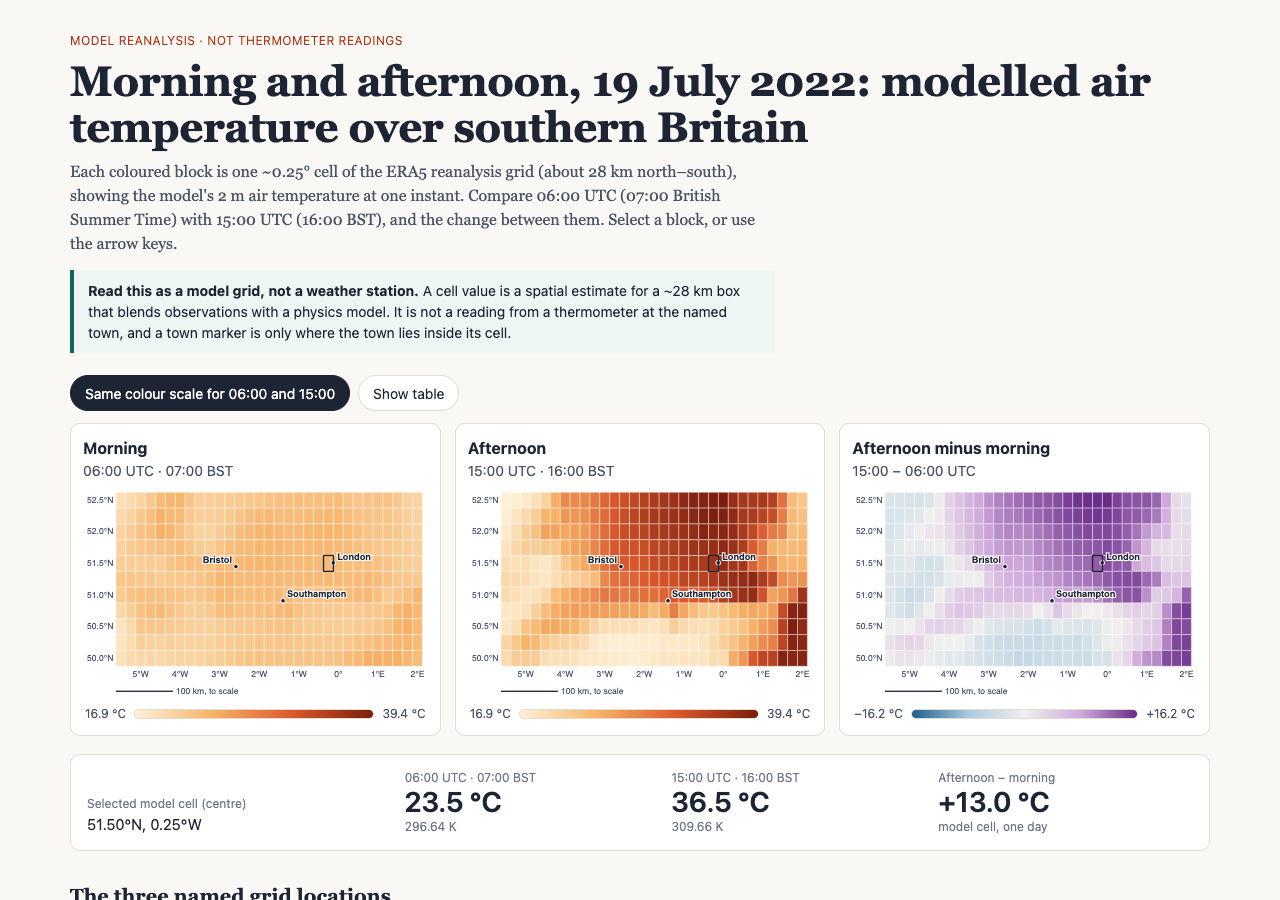 MODEL REANALYSIS · NOT THERMOMETER READINGS
Morning and afternoon, 19 July 2022: modelled air
temperature over southern Britain
Each coloured block is one ~0.25° cell of the ERA5 reanalysis grid (about 28 km north–south),
showing the model's 2 m air temperature at one instant. Compare 06:00 UTC (07:00 British
Summer Time) with 15:00 UTC (16:00 BST), and the change between them. Select a block, or use
the arrow keys.
Read this as a model grid, not a weather station. A cell value is a spatial estimate for a ~28 km box
that blends observations with a physics model. It is not a reading from a thermometer at the named
town, and a town marker is only where the town lies inside its cell.
Same colour scale for 06:00 and 15:00
Show table
Morning
06:00 UTC · 07:00 BST
52.5°N
52.0°N
51.5°N
51.0°N
50.5°N
50.0°N
Bristol
London
Southampton
5°W 4°W 3°W 2°W 1°W 0° 1°E 2°E
100 km, to scale
16.9 °C 39.4 °C
Afternoon
15:00 UTC · 16:00 BST
52.5°N
52.0°N
51.5°N
51.0°N
50.5°N
50.0°N
Bristol
London
Southampton
5°W 4°W 3°W 2°W 1°W 0° 1°E 2°E
100 km, to scale
16.9 °C 39.4 °C
Afternoon minus morning
15:00 – 06:00 UTC
52.5°N
52.0°N
51.5°N
51.0°N
50.5°N
50.0°N
Bristol
London
Southampton
5°W 4°W 3°W 2°W 1°W 0° 1°E 2°E
100 km, to scale
−16.2 °C +16.2 °C
Selected model cell (centre)
51.50°N, 0.25°W
06:00 UTC · 07:00 BST
23.5 °C
296.64 K
15:00 UTC · 16:00 BST
36.5 °C
309.66 K
Afternoon – morning
+13.0 °C
model cell, one day
The three named grid locations